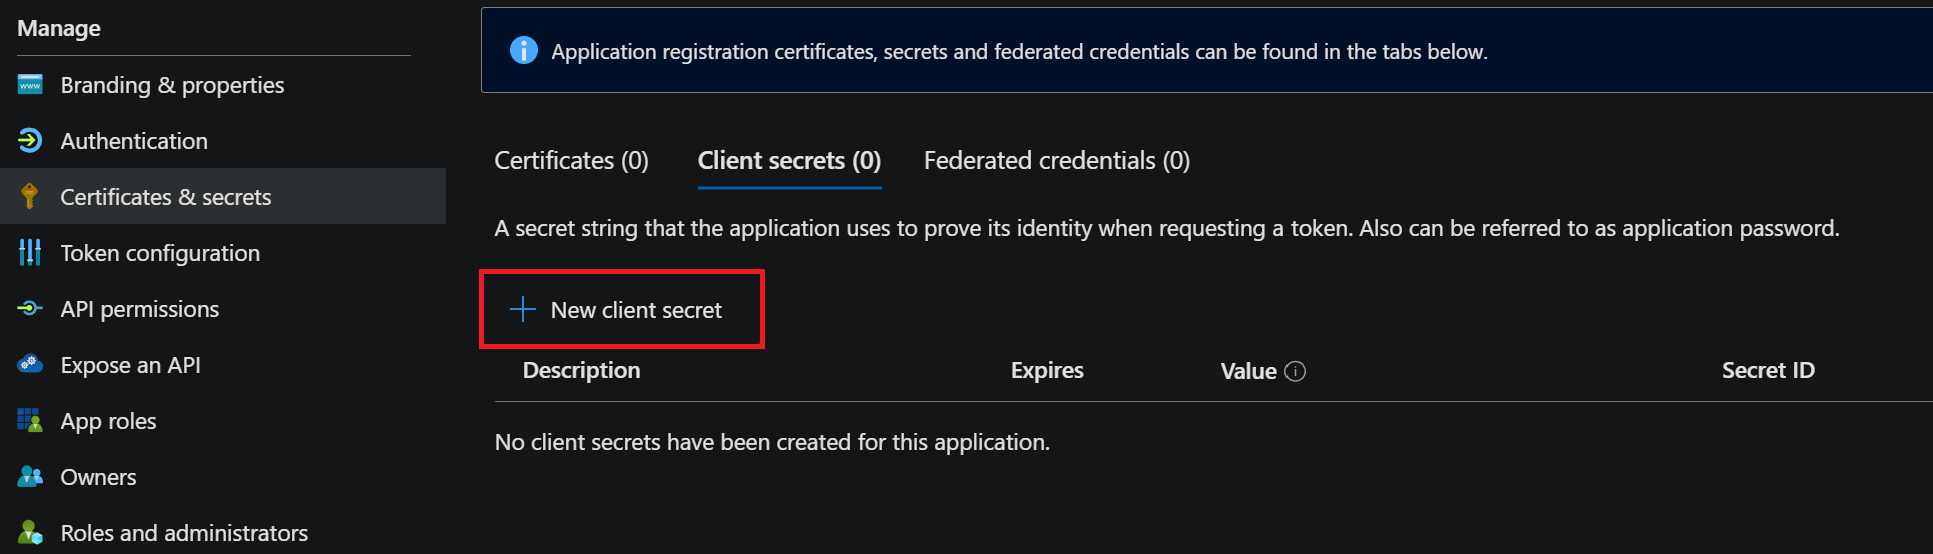 Manage
Branding & properties
Authentication
Certificates & secrets
Token configuration
API permissions
Expose an API
App roles
Owners
Roles and administrators
Application registration certificates, secrets and federated credentials can be found in the tabs below.
Certificates (0) Client secrets (0) Federated credentials (0)
A secret string that the application uses to prove its identity when requesting a token. Also can be referred to as application password.
New client secret
Description Expires Value Secret ID
No client secrets have been created for this application.